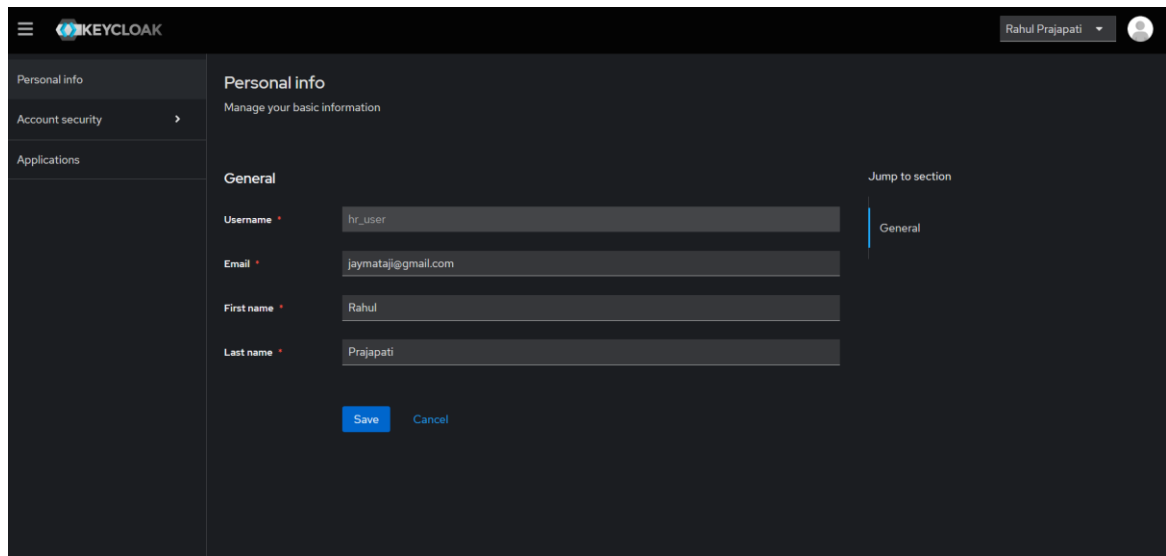 KEYCLOAK
Rahul Prajapati
Personal info
Account security
Applications
Personal info
Manage your basic information
General
Username *
hr_user
Email *
jaymataji@gmail.com
First name *
Rahul
Last name *
Prajapati
Save
Cancel
Jump to section
General